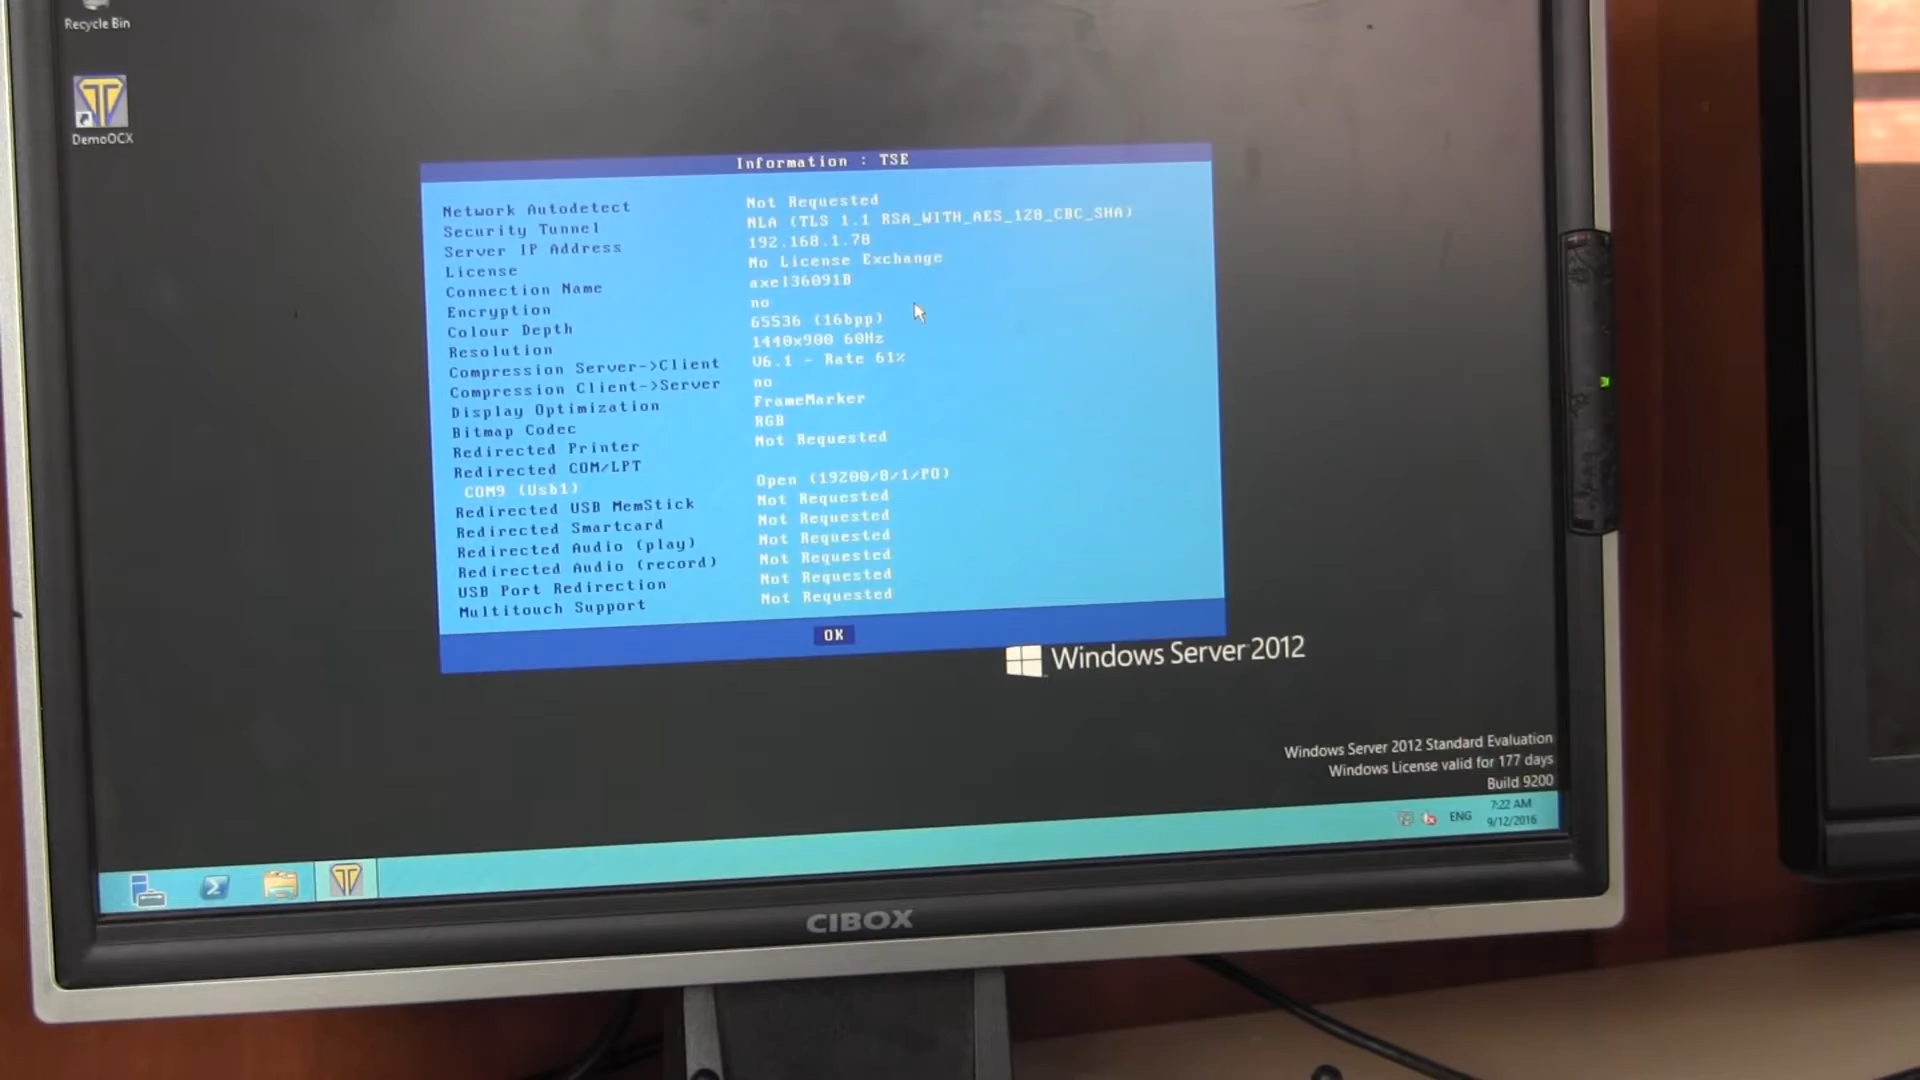 Recycle Bin
DemoOCX
Information : TSE
Network Autodetect Not Requested
Security Tunnel NLA (TLS 1.1 RSA_WITH_AES_128_CBC_SHA)
Server IP Address 192.168.1.78
License No License Exchange
Connection Name axel36091B
Encryption no
Colour Depth 65536 (16bpp)
Resolution 1440x900 60Hz
Compression Server->Client V6.1 - Rate 61%
Compression Client->Server no
Display Optimization FrameMarker
Bitmap Codec RGB
Redirected Printer Not Requested
Redirected COM/LPT
COM9 (Usb1) Open (19200/8/1/P0)
Redirected USB MemStick Not Requested
Redirected Smartcard Not Requested
Redirected Audio (play) Not Requested
Redirected Audio (record) Not Requested
USB Port Redirection Not Requested
Multitouch Support Not Requested
OK
Windows Server 2012
Windows Server 2012 Standard Evaluation
Windows License valid for 177 days
Build 9200
ENG
7:22 AM
9/12/2016
CIBOX